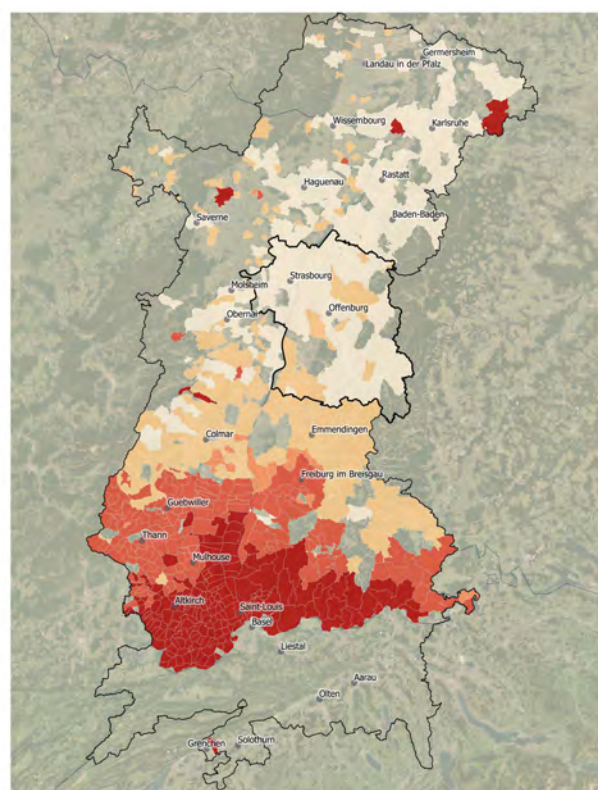 Germersheim
Landau in der Pfalz
Wissembourg
Karlsruhe
Haguenau
Rastatt
Saverne
Baden-Baden
Strasbourg
Molsheim
Offenburg
Obernai
Colmar
Emmendingen
Freiburg im Breisgau
Guebwiller
Thann
Mulhouse
Altkirch
Saint-Louis
Basel
Liestal
Aarau
Olten
Grenchen
Solothurn